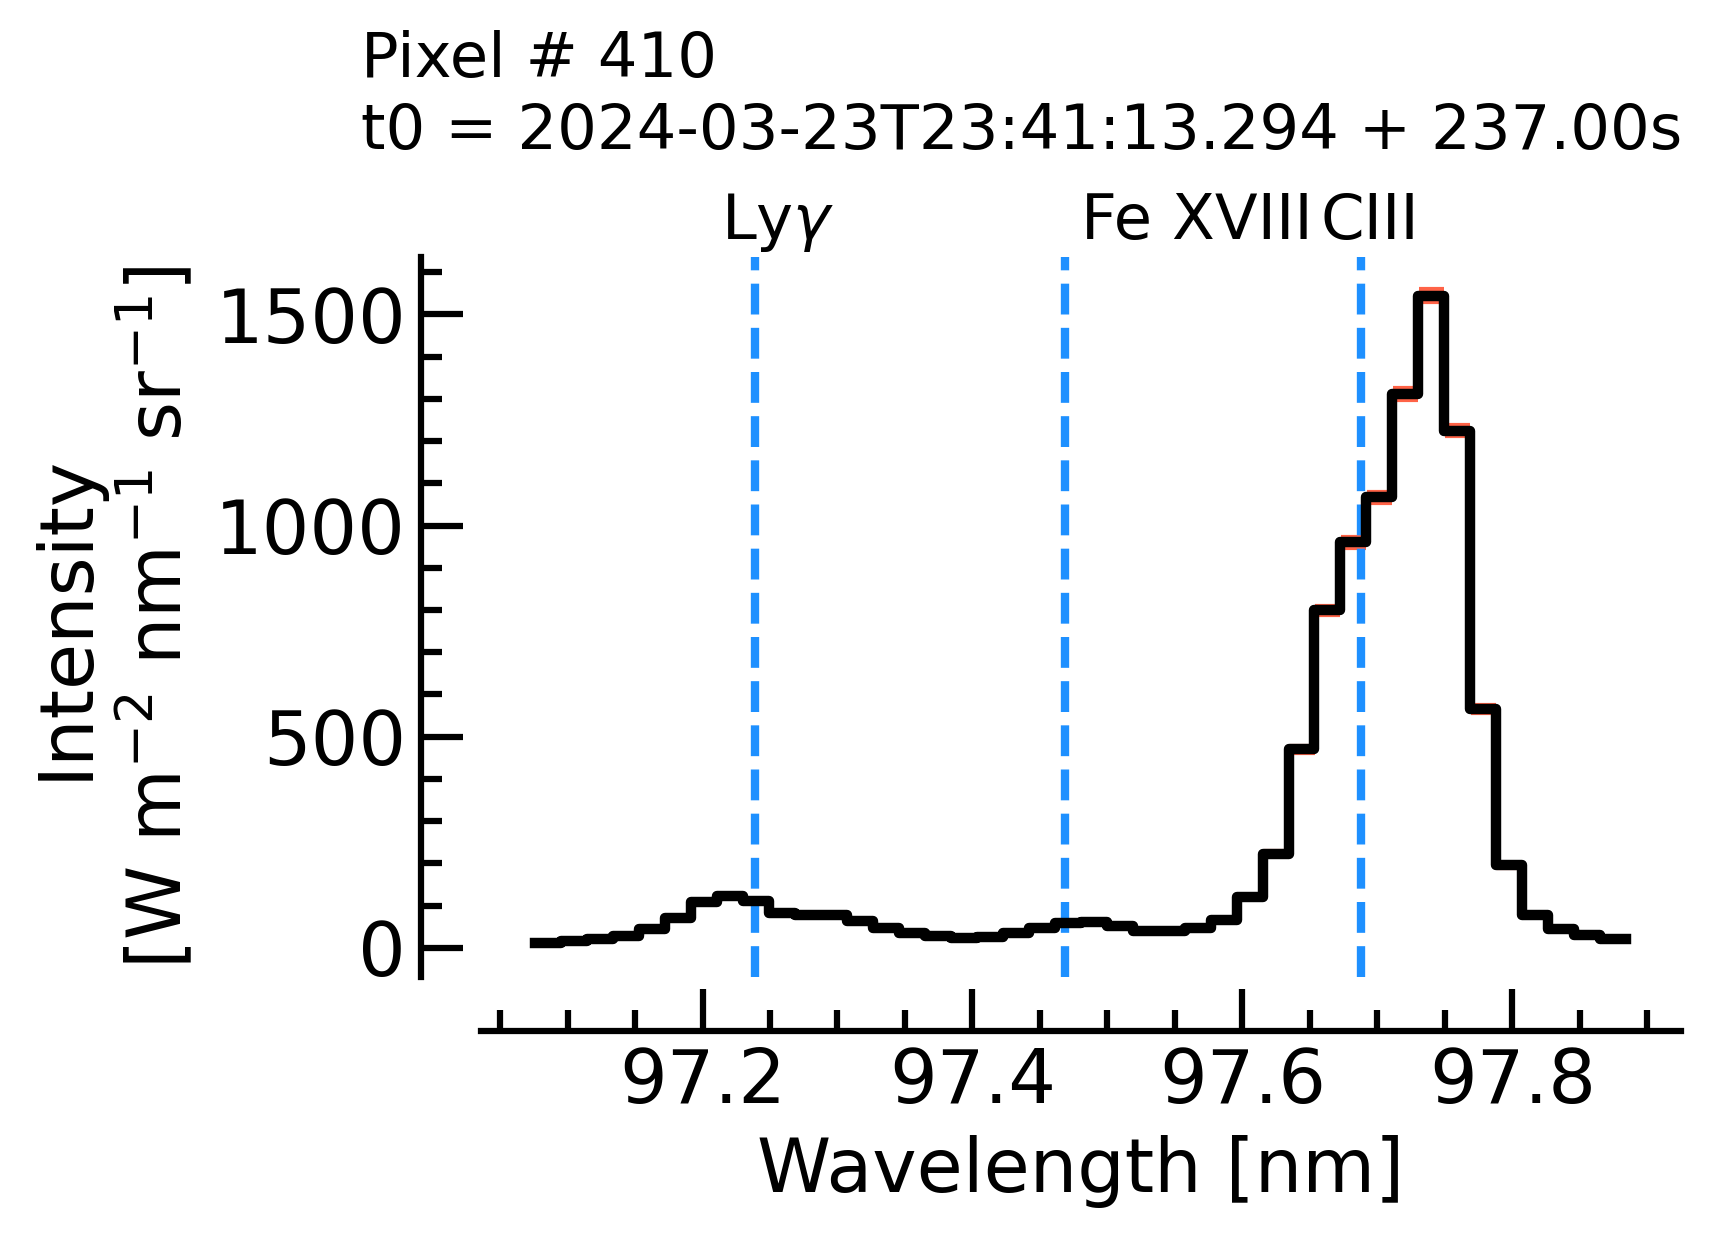 Pixel # 410
t0 = 2024-03-23T23:41:13.294 + 237.00s
Lyγ Fe XVIII CIII
Intensity
[W m⁻² nm⁻¹ sr⁻¹]
1500
1000
500
0
97.2 97.4 97.6 97.8
Wavelength [nm]